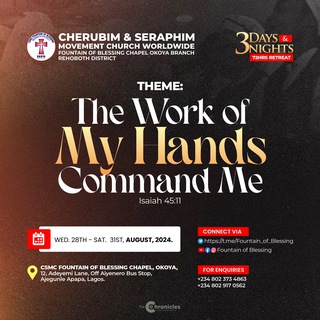 CHERUBIM & SERAPHIM
MOVEMENT CHURCH WORLDWIDE
FOUNTAIN OF BLESSING CHAPEL OKOYA BRANCH
REHOBOTH DISTRICT
3 DAYS &
NIGHTS
72HRS RETREAT
THEME:
The Work of
My Hands
Command Me
Isaiah 45:11
WED. 28TH - SAT. 31ST, AUGUST, 2024.
CSMC FOUNTAIN OF BLESSING CHAPEL, OKOYA,
12, Adeyemi Lane, Off Aiyenero Bus Stop,
Ajegunle Apapa, Lagos.
CONNECT VIA
https://t.me/Fountain_of_Blessing
Fountain of Blessing
FOR ENQUIRIES
+234 802 373 4863
+234 802 917 0562
The Chronicles